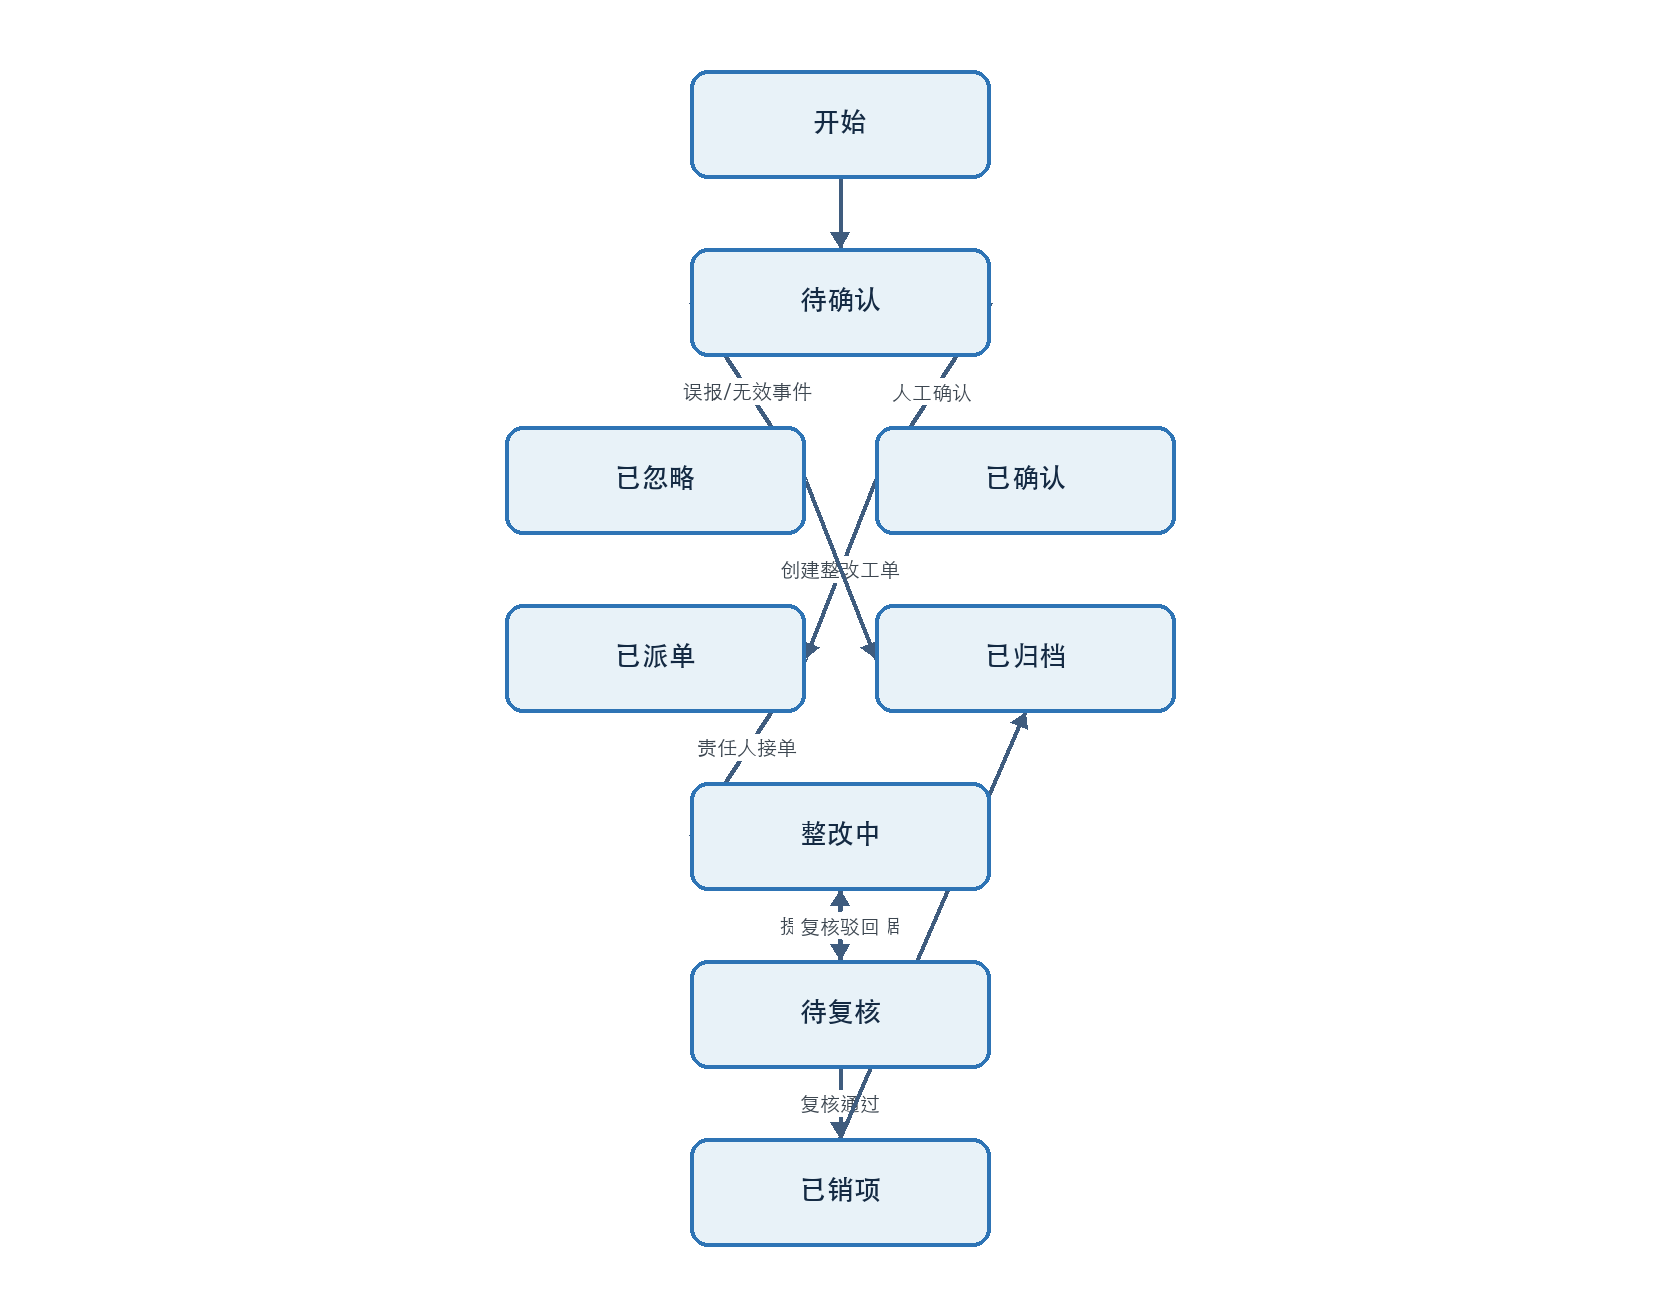 开始
待确认
误报/无效事件
人工确认
已忽略
已确认
创建整改工单
已派单
已归档
责任人接单
整改中
复核驳回
待复核
复核通过
已销项